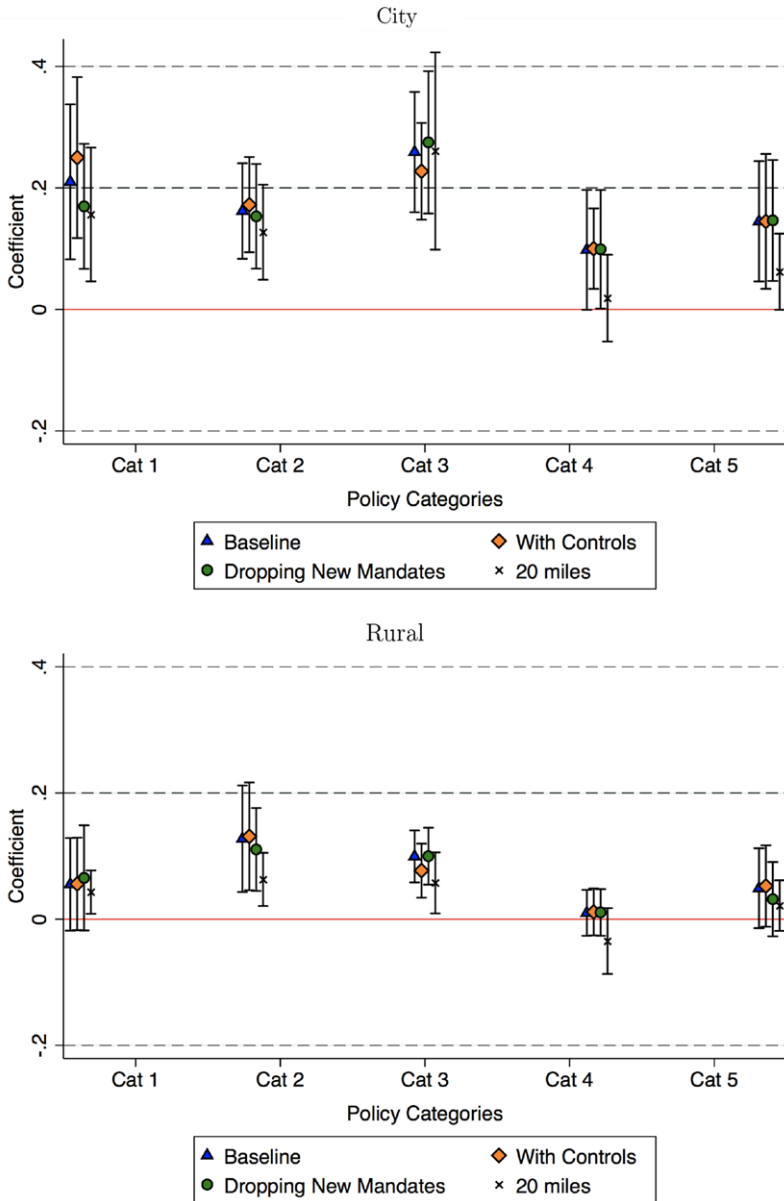 City
Coefficient
.4
.2
0
-.2
Cat 1 Cat 2 Cat 3 Cat 4 Cat 5
Policy Categories
Baseline With Controls
Dropping New Mandates 20 miles
Rural
Coefficient
.4
.2
0
-.2
Cat 1 Cat 2 Cat 3 Cat 4 Cat 5
Policy Categories
Baseline With Controls
Dropping New Mandates 20 miles